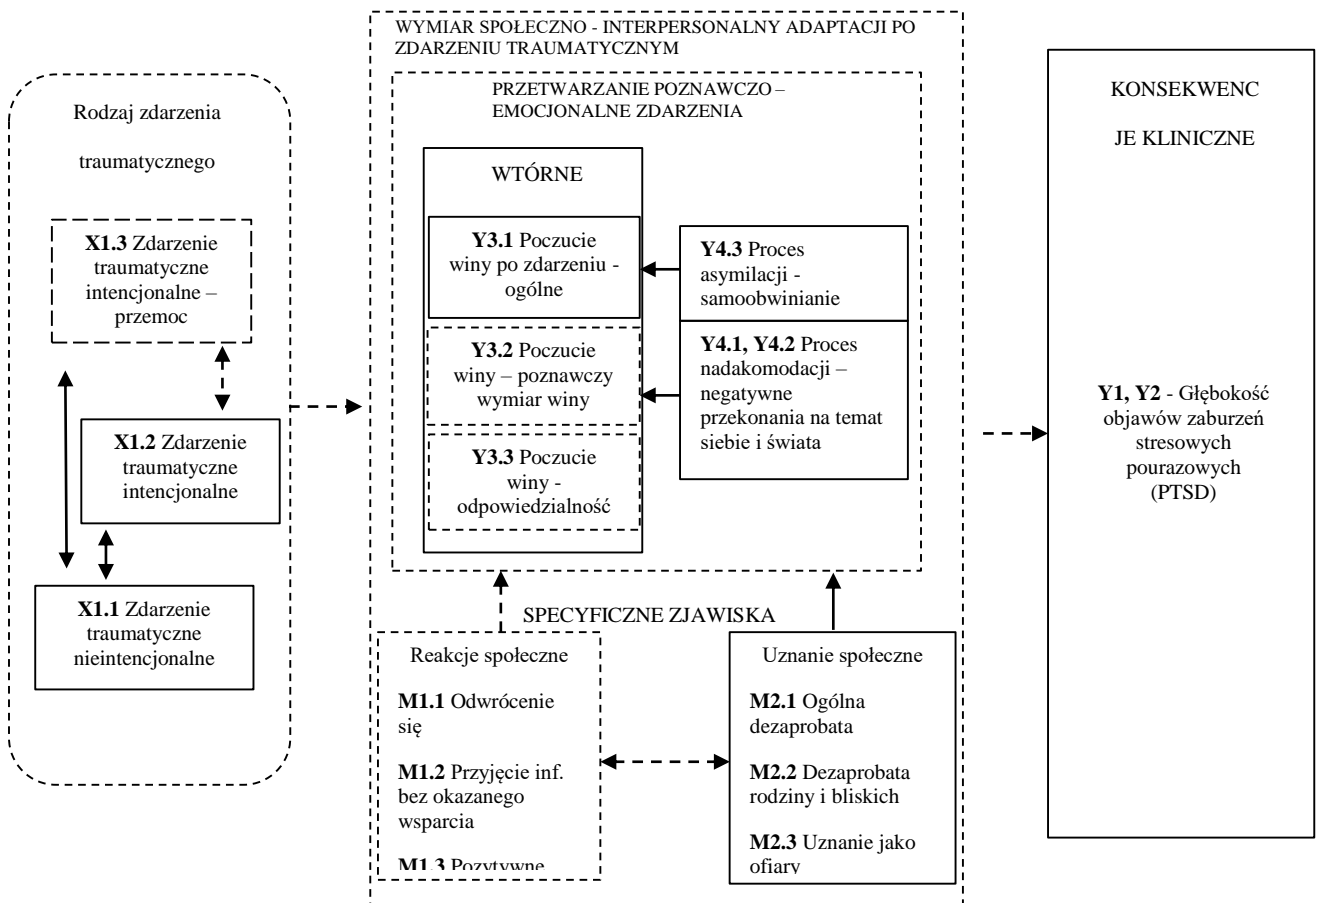 WYMIAR SPOŁECZNO - INTERPERSONALNY ADAPTACJI PO
ZDARZENIU TRAUMATYCZNYM
Rodzaj zdarzenia
traumatycznego
X1.3 Zdarzenie
traumatyczne
intencjonalne –
przemoc
X1.2 Zdarzenie
traumatyczne
intencjonalne
X1.1 Zdarzenie
traumatyczne
nieintencjonalne
PRZETWARZANIE POZNAWCZO –
EMOCJONALNE ZDARZENIA
WTÓRNE
Y3.1 Poczucie
winy po zdarzeniu -
ogólne
Y3.2 Poczucie
winy – poznawczy
wymiar winy
Y3.3 Poczucie
winy -
odpowiedzialność
Y4.3 Proces
asymilacji -
samoobwinianie
Y4.1, Y4.2 Proces
nadakomodacji –
negatywne
przekonania na temat
siebie i świata
SPECYFICZNE ZJAWISKA
Reakcje społeczne
M1.1 Odwrócenie
się
M1.2 Przyjęcie inf.
bez okazanego
wsparcia
M1.3 Pozytywne
Uznanie społeczne
M2.1 Ogólna
dezaprobata
M2.2 Dezaprobata
rodziny i bliskich
M2.3 Uznanie jako
ofiary
KONSEKWENC
JE KLINICZNE
Y1, Y2 - Głębokość
objawów zaburzeń
stresowych
pourazowych
(PTSD)